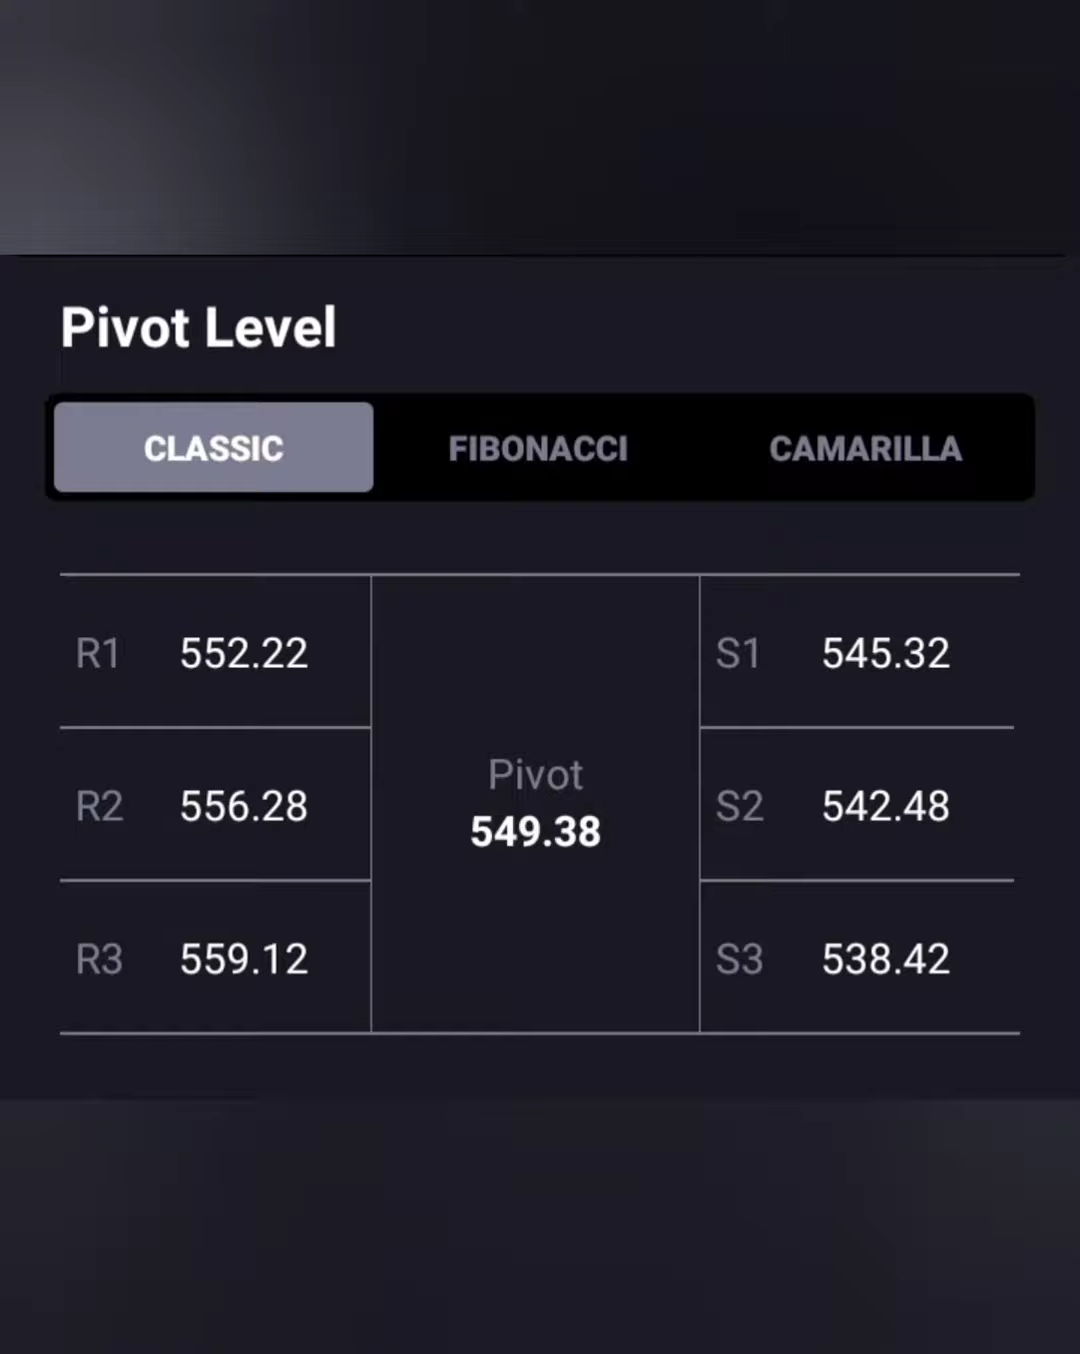 Pivot Level
CLASSIC FIBONACCI CAMARILLA
R1 552.22
R2 556.28
R3 559.12
Pivot
549.38
S1 545.32
S2 542.48
S3 538.42